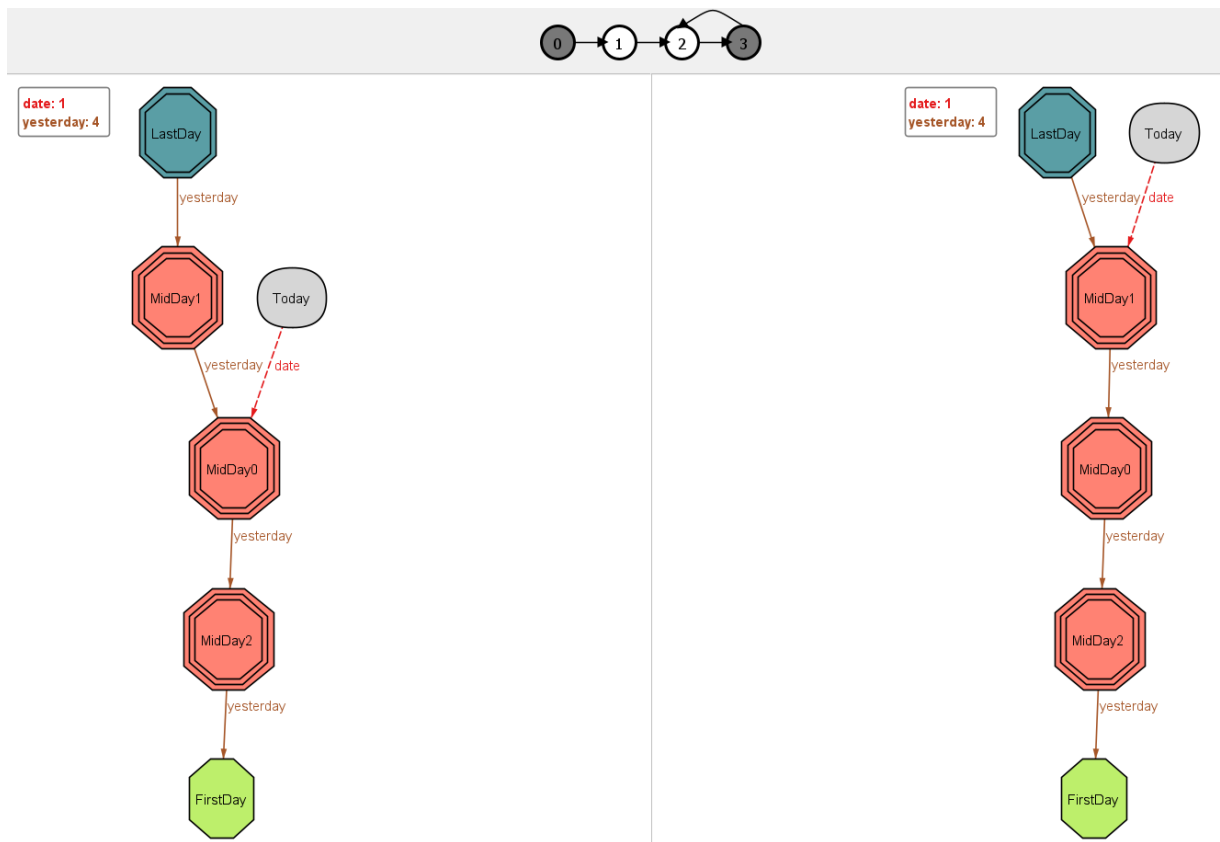 0 1 2 3
date: 1
yesterday: 4
LastDay
yesterday
MidDay1
Today
yesterday
date
MidDay0
yesterday
MidDay2
yesterday
FirstDay
date: 1
yesterday: 4
LastDay
Today
yesterday
date
MidDay1
yesterday
MidDay0
yesterday
MidDay2
yesterday
FirstDay